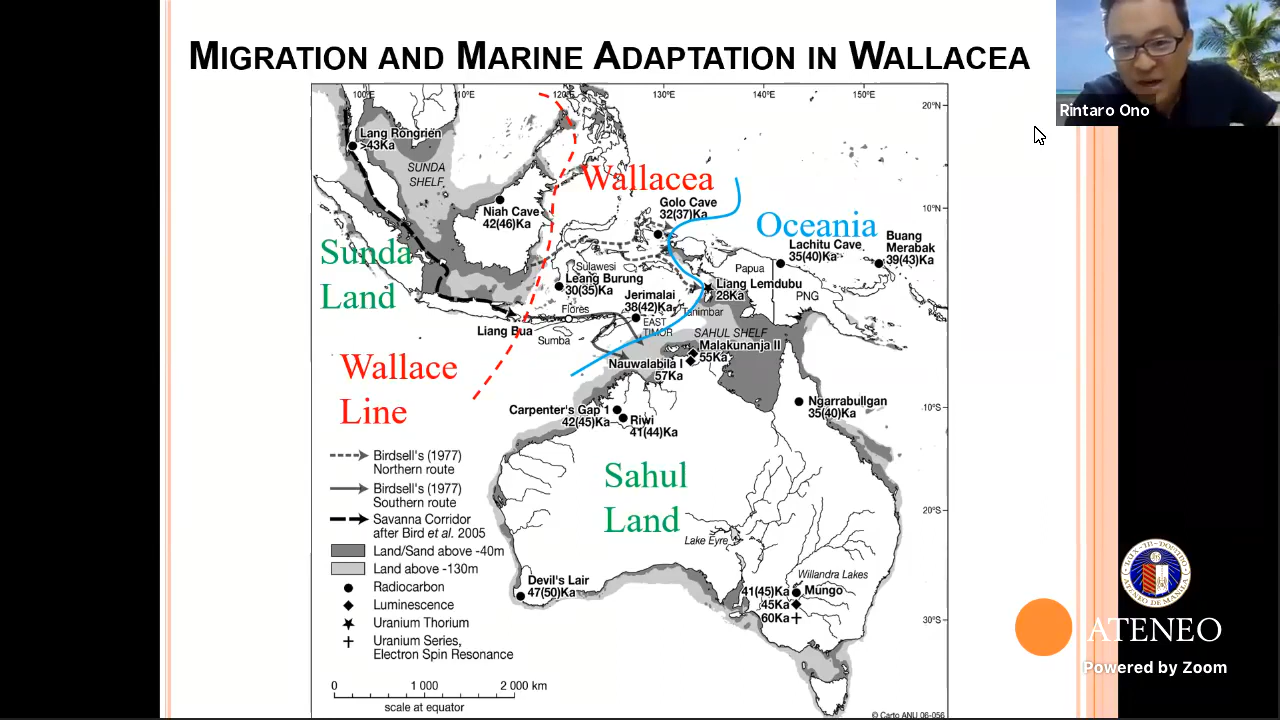 MIGRATION AND MARINE ADAPTATION IN WALLACEA
Rintaro Ono
100°E
110°E
120°E
130°E
140°E
150°E
20°N
Lang Rongrien
>43Ka
SUNDA
SHELF
Wallacea
Niah Cave
42(46)Ka
Golo Cave
32(37)Ka
10°N
Oceania
Lachitu Cave
35(40)Ka
Buang
Merabak
39(43)Ka
Sunda
Land
Sulawesi
Leang Burung
30(35)Ka
Papua
Liang Lemdubu
28Ka
PNG
Jerimalai
38(42)Ka
Flores
EAST
TIMOR
Tanimbar
Liang Bua
Sumba
SAHUL SHELF
Malakunanja II
55Ka
Nauwalabila I
57Ka
Wallace
Line
Carpenter's Gap 1
42(45)Ka
Riwi
41(44)Ka
Ngarrabullgan
35(40)Ka
10°S
Sahul
Land
20°S
Lake Eyre
Willandra Lakes
Devil's Lair
47(50)Ka
41(45)Ka
Mungo
45Ka
60Ka
30°S
Birdsell's (1977)
Northern route
Birdsell's (1977)
Southern route
Savanna Corridor
after Bird et al. 2005
Land/Sand above -40m
Land above -130m
Radiocarbon
Luminescence
Uranium Thorium
Uranium Series,
Electron Spin Resonance
0 1 000 2 000 km
scale at equator
© Carto ANU 06-056
ATENEO
Powered by Zoom